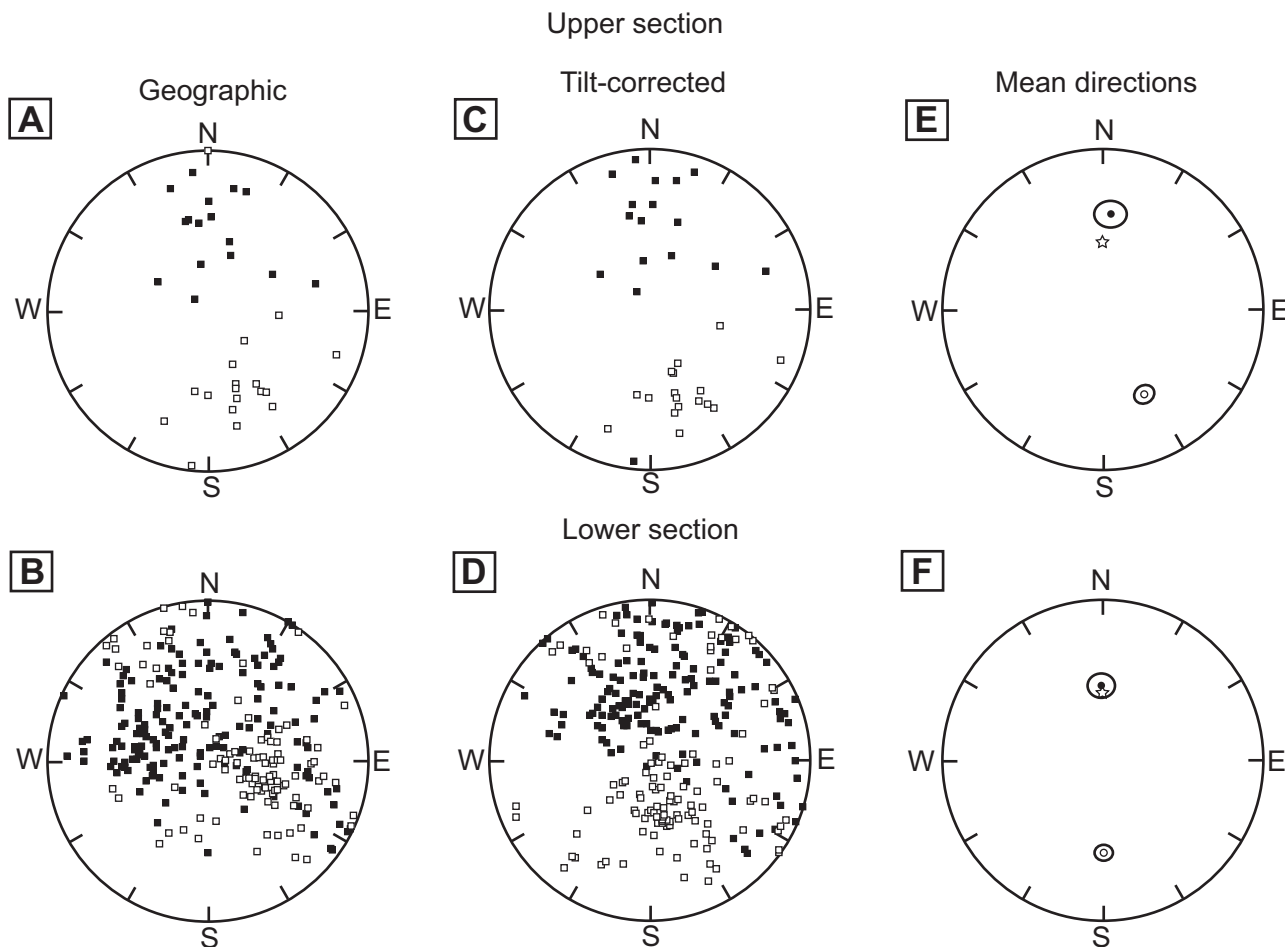 Upper section
Geographic
Tilt-corrected
Mean directions
A
C
E
N
N
N
W
E
W
E
E
S
S
S
Lower section
B
D
F
N
N
N
W
E
W
E
E
S
S
S